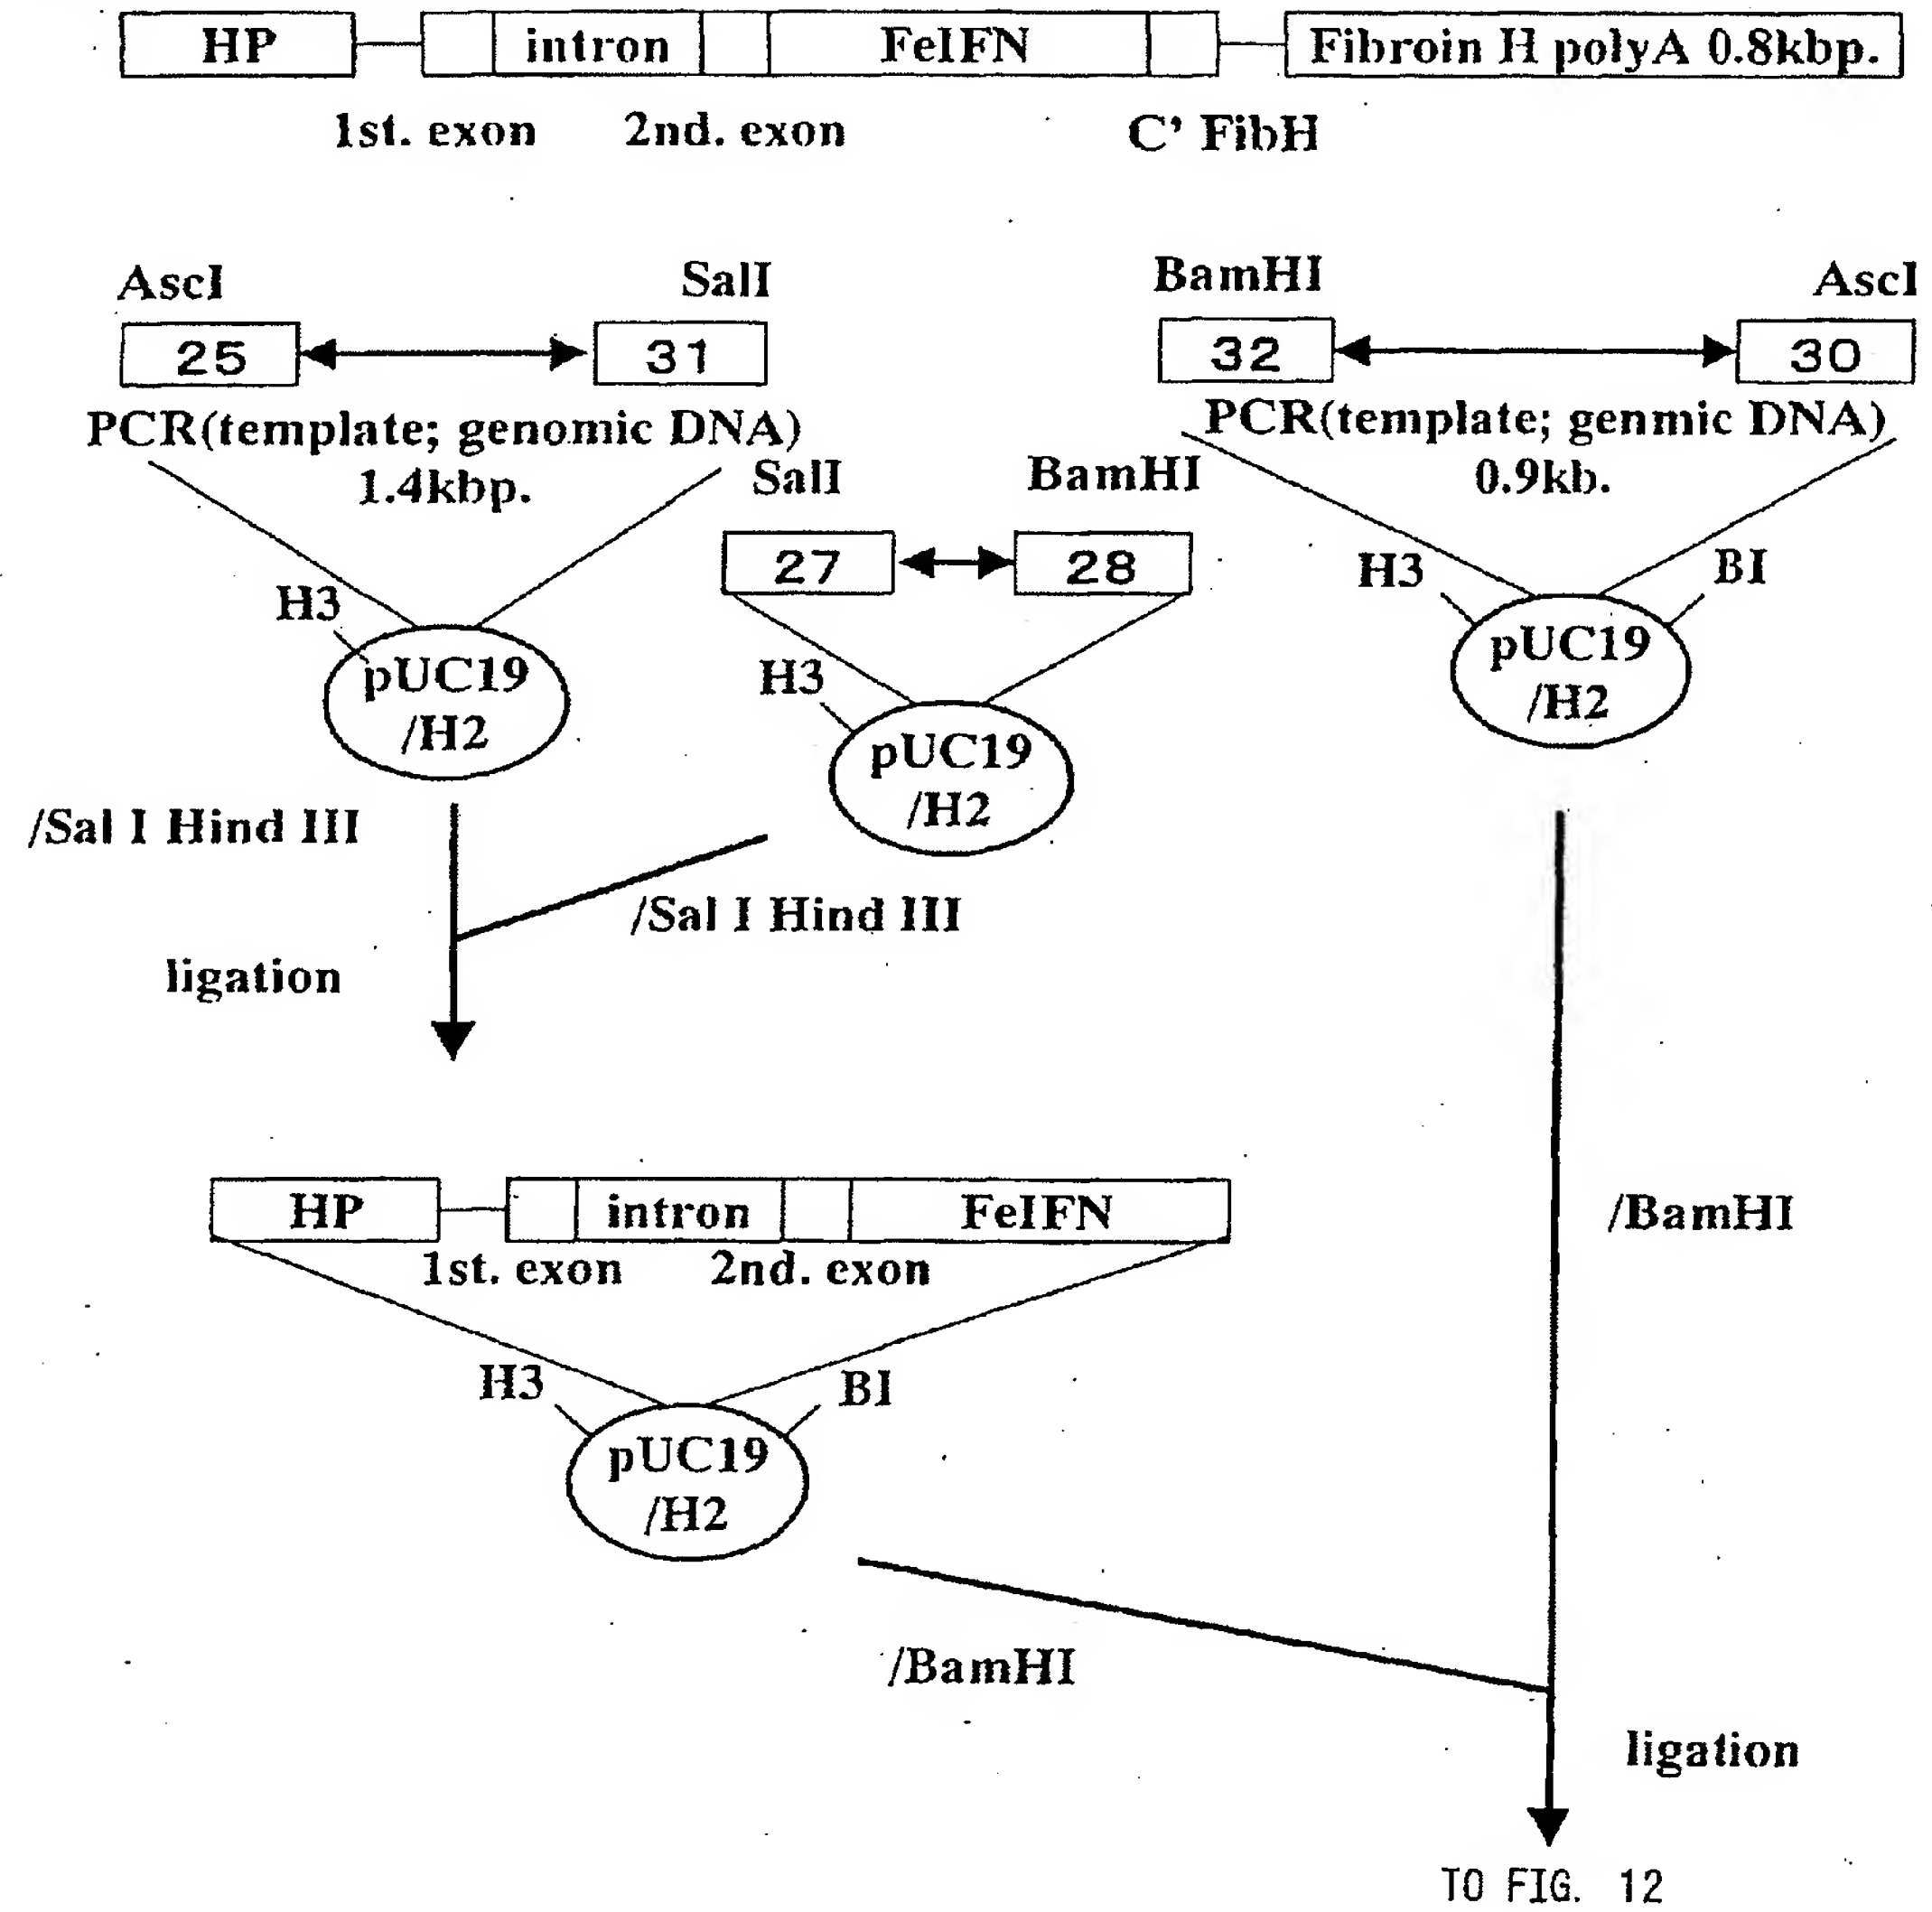 HP intron FeIFN Fibroin H polyA 0.8kbp.
1st. exon 2nd. exon C' FibH
AscI SalI BamHI AscI
25 31 32 30
PCR(template; genomic DNA)
1.4kbp.
PCR(template; genmic DNA)
0.9kb.
SalI BamHI
27 28
H3
pUC19
/H2
H3
pUC19
/H2
H3 BI
pUC19
/H2
/Sal I Hind III
/Sal I Hind III
ligation
HP intron FeIFN
1st. exon 2nd. exon
/BamHI
H3 BI
pUC19
/H2
/BamHI
ligation
TO FIG. 12